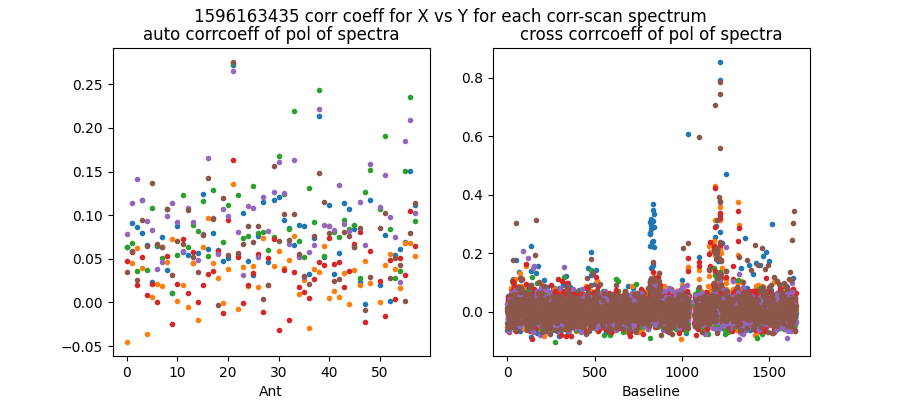 1596163435 corr coeff for X vs Y for each corr-scan spectrum
auto corrcoeff of pol of spectra
cross corrcoeff of pol of spectra
0.25
0.20
0.15
0.10
0.05
0.00
−0.05
0 10 20 30 40 50
Ant
0.8
0.6
0.4
0.2
0.0
0 500 1000 1500
Baseline